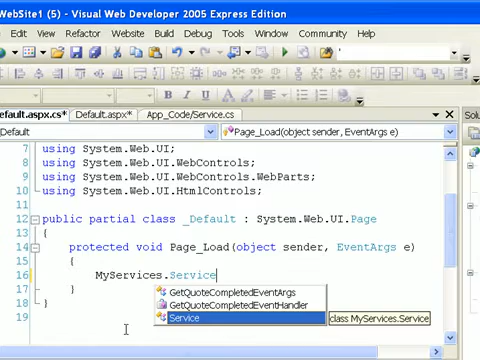 WebSite1 (5) - Visual Web Developer 2005 Express Edition
Edit View Refactor Website Build Debug Tools Window Community Help
efault.aspx.cs* Default.aspx* App_Code/Service.cs
Default Page_Load(object sender, EventArgs e)
Solu
7 using System.Web.UI;
8 using System.Web.UI.WebControls;
9 using System.Web.UI.WebControls.WebParts;
10 using System.Web.UI.HtmlControls;
11
12 public partial class _Default : System.Web.UI.Page
13 {
14 protected void Page_Load(object sender, EventArgs e)
15 {
16 MyServices.Service
17 }
18 }
19
GetQuoteCompletedEventArgs
GetQuoteCompletedEventHandler
Service
class MyServices.Service